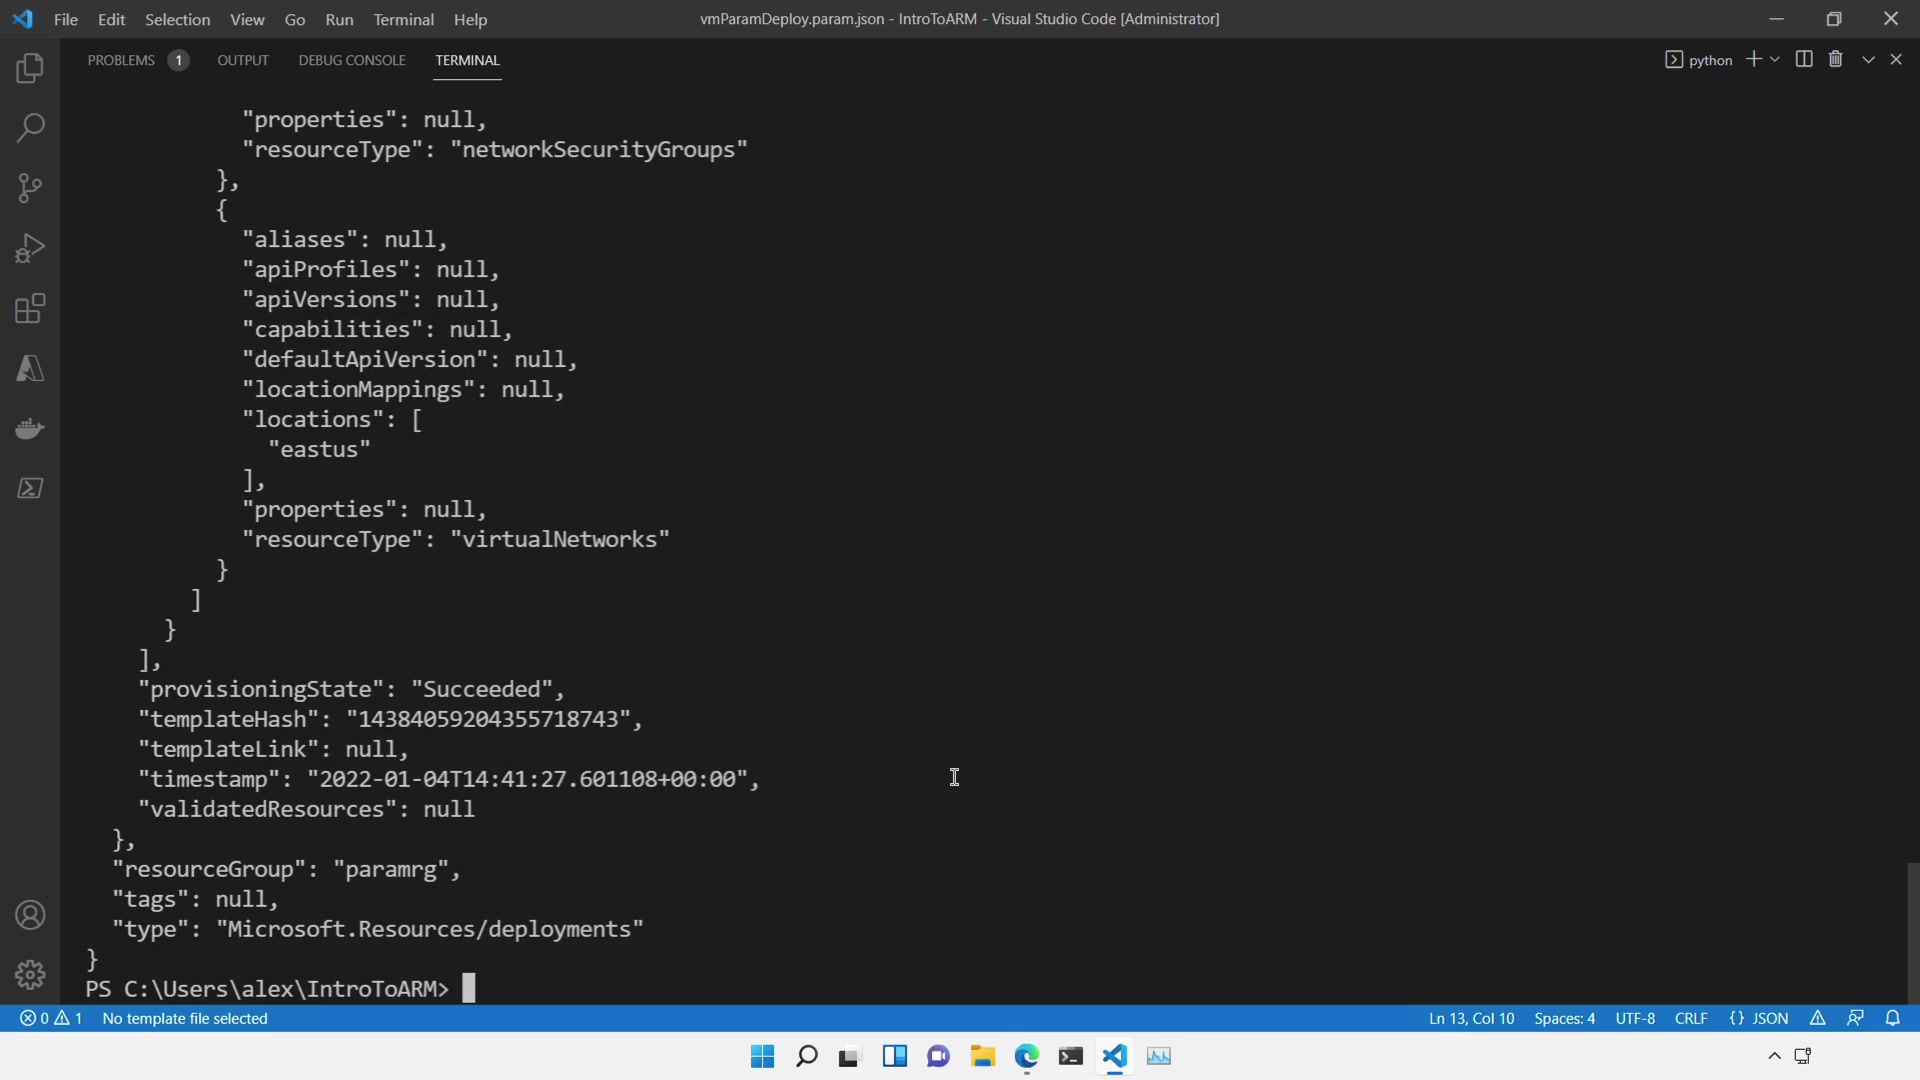 File Edit Selection View Go Run Terminal Help
vmParamDeploy.param.json - IntroToARM - Visual Studio Code [Administrator]
PROBLEMS 1 OUTPUT DEBUG CONSOLE TERMINAL
python
"properties": null,
"resourceType": "networkSecurityGroups"
},
{
"aliases": null,
"apiProfiles": null,
"apiVersions": null,
"capabilities": null,
"defaultApiVersion": null,
"locationMappings": null,
"locations": [
"eastus"
],
"properties": null,
"resourceType": "virtualNetworks"
}
]
}
],
"provisioningState": "Succeeded",
"templateHash": "14384059204355718743",
"templateLink": null,
"timestamp": "2022-01-04T14:41:27.601108+00:00",
"validatedResources": null
},
"resourceGroup": "paramrg",
"tags": null,
"type": "Microsoft.Resources/deployments"
}
PS C:\Users\alex\IntroToARM>
0 1 No template file selected
Ln 13, Col 10 Spaces: 4 UTF-8 CRLF {} JSON